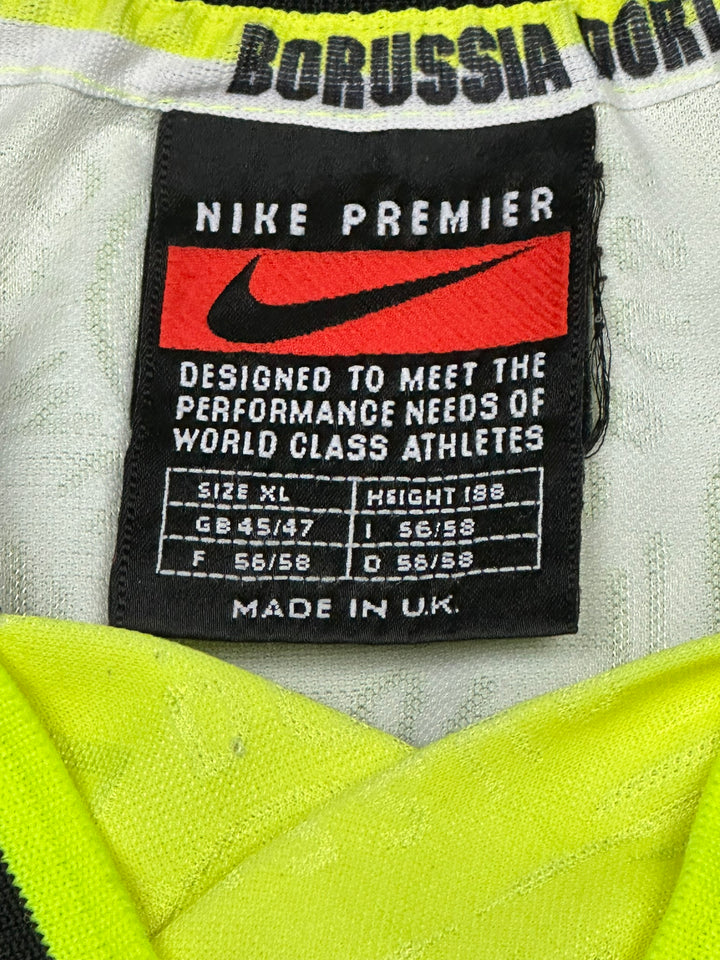 BORUSSIA DOR
NIKE PREMIER
DESIGNED TO MEET THE
PERFORMANCE NEEDS OF
WORLD CLASS ATHLETES
SIZE XL HEIGHT 188
GB 45/47 I 56/58
F 56/58 D 56/58
MADE IN U.K.